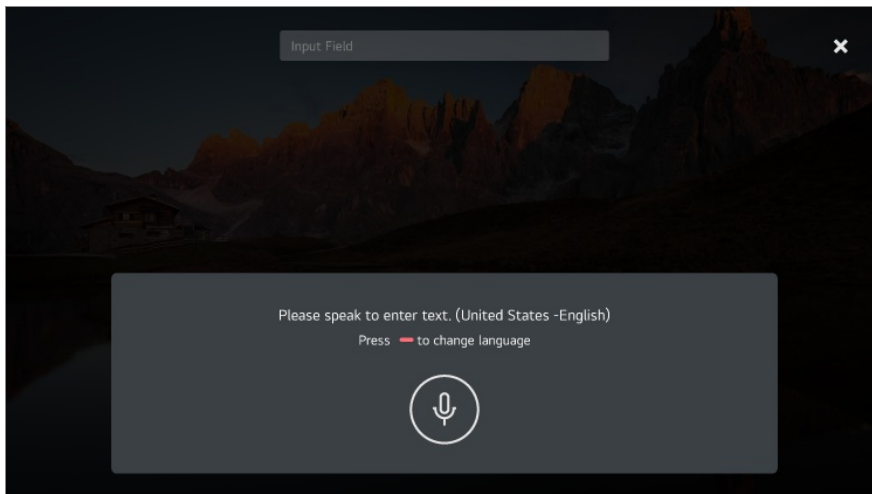 Input Field
Please speak to enter text. (United States -English)
Press to change language